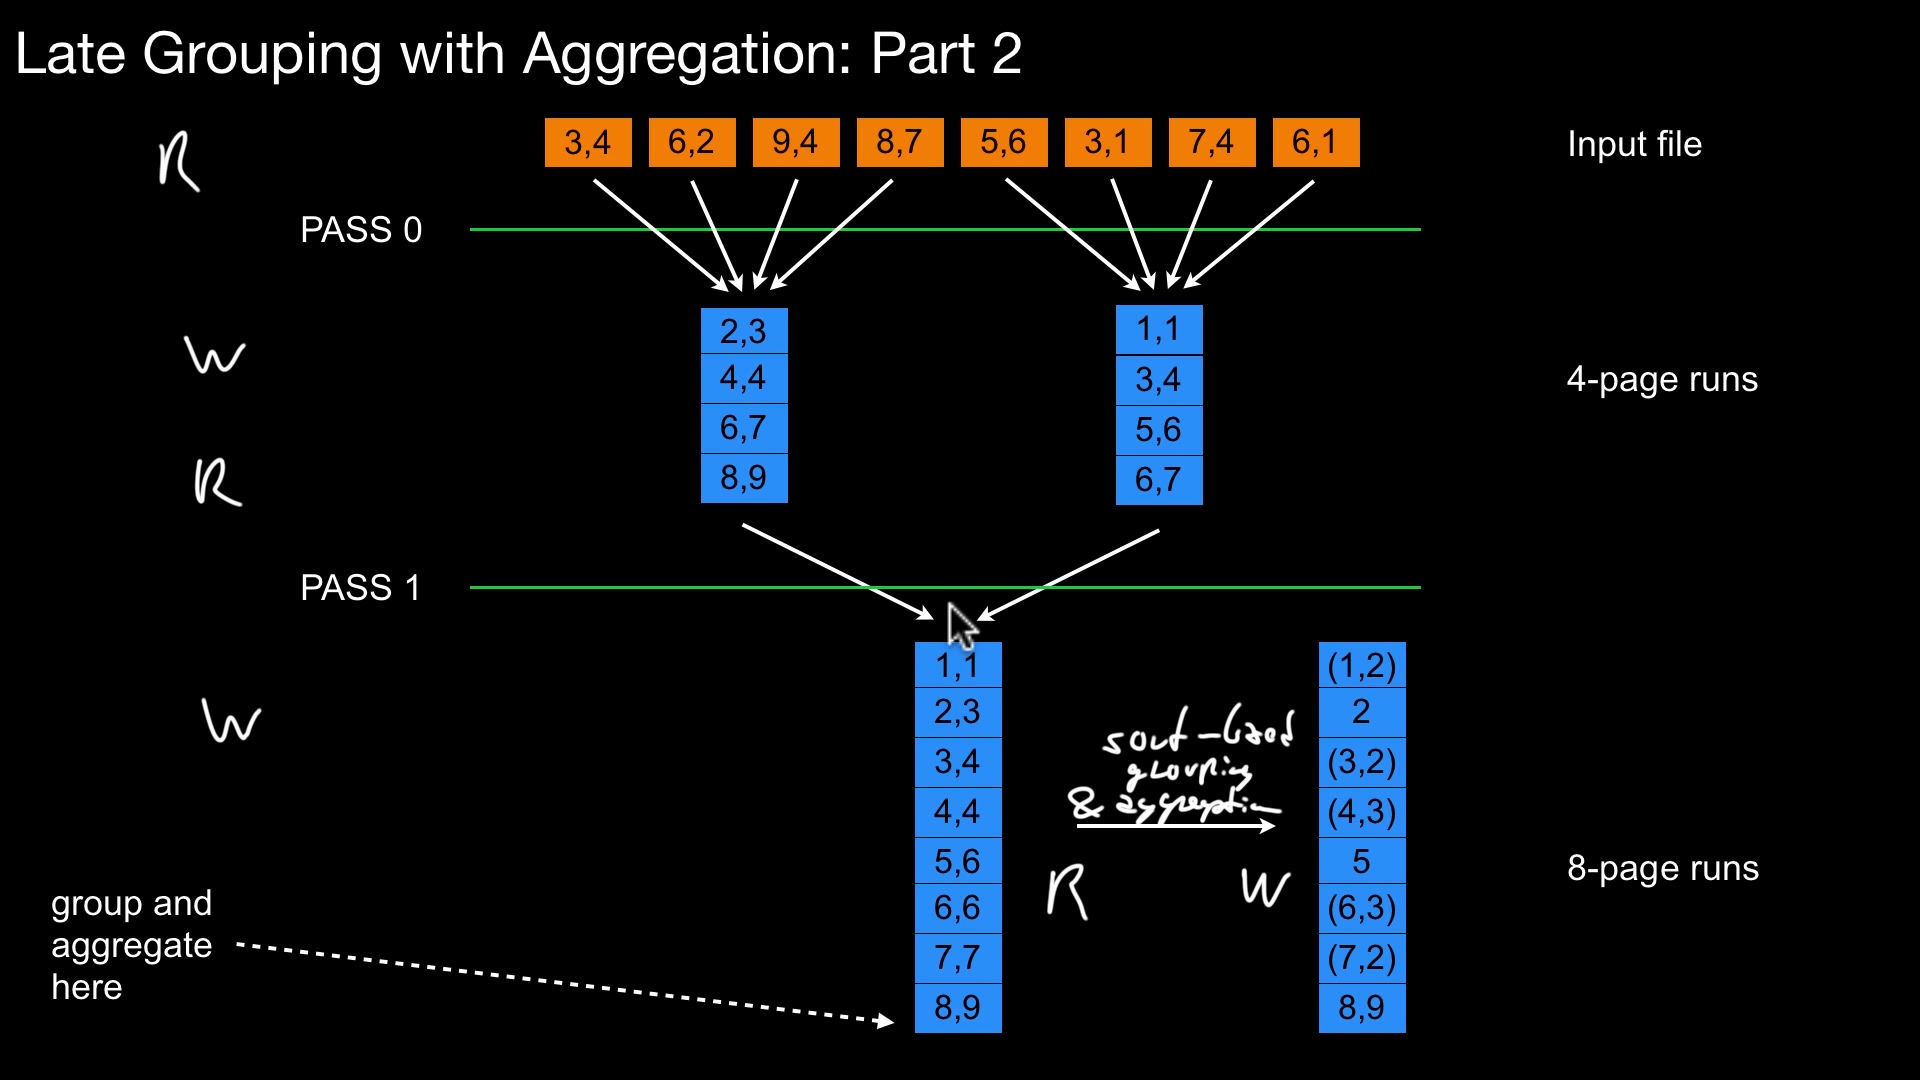 Late Grouping with Aggregation: Part 2
R
3,4 6,2 9,4 8,7 5,6 3,1 7,4 6,1
Input file
PASS 0
W
2,3
4,4
6,7
8,9
1,1
3,4
5,6
6,7
4-page runs
R
PASS 1
W
1,1
2,3
3,4
4,4
5,6
6,6
7,7
8,9
sort-based
grouping
& aggregation
R W
(1,2)
2
(3,2)
(4,3)
5
(6,3)
(7,2)
8,9
8-page runs
group and
aggregate
here